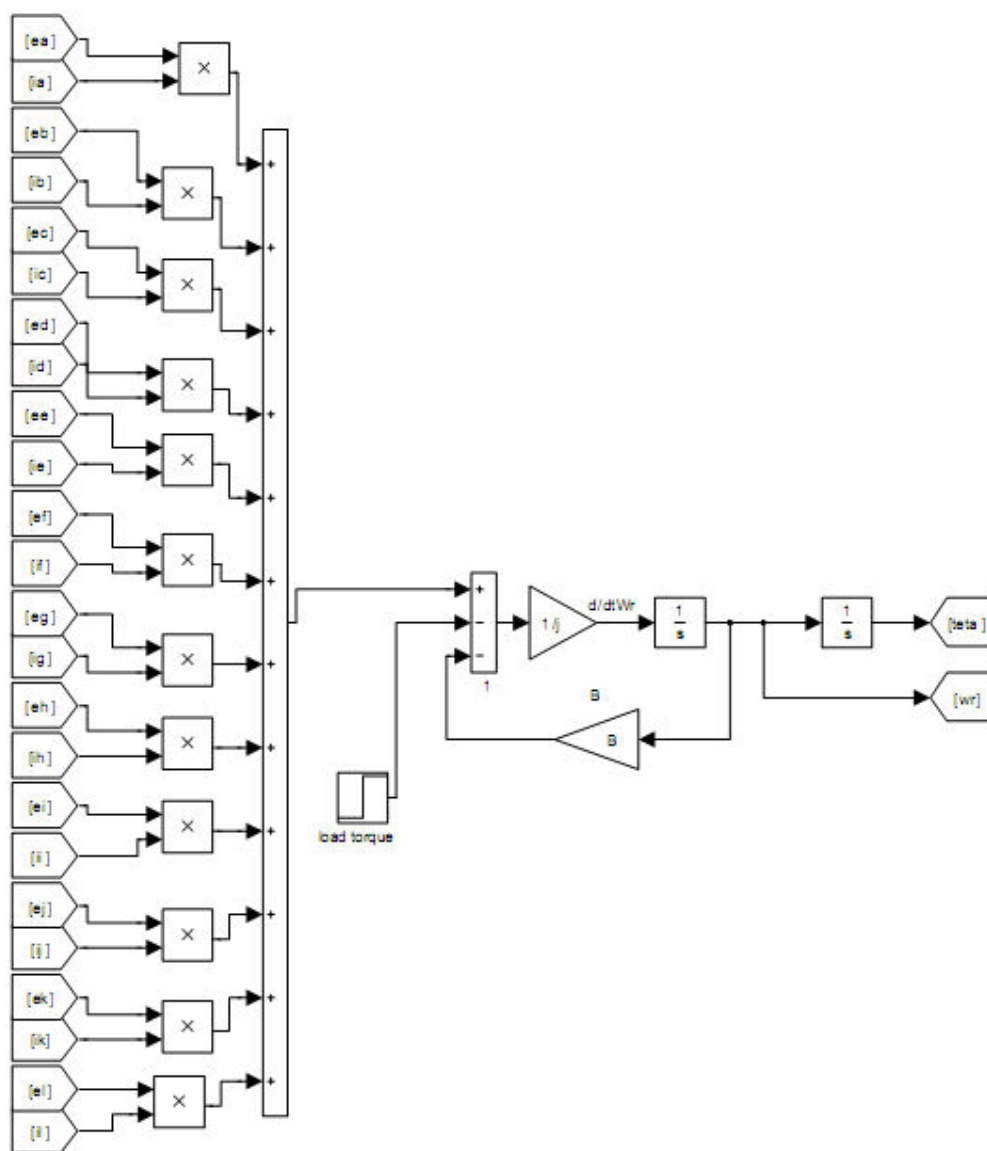 [ea]
[ia]
×
[eb]
[ib]
×
[ec]
[ic]
×
[ed]
[id]
×
[ee]
[ie]
×
[ef]
[if]
×
[eg]
[ig]
×
[eh]
[ih]
×
[ei]
[ii]
×
[ej]
[ij]
×
[ek]
[ik]
×
[el]
[il]
×
+
+
+
+
+
+
+
+
+
+
+
+
+
−
−
1
1/j
d/dtWr
1
s
1
s
[teta]
[wr]
B
B
load torque